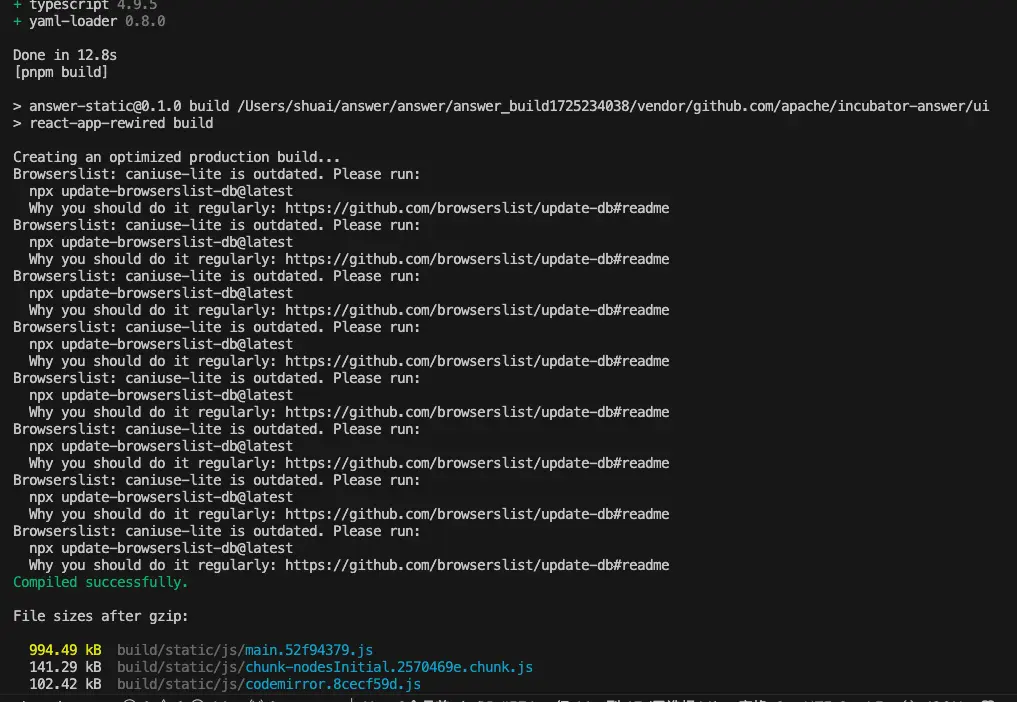 + typescript 4.9.5
+ yaml-loader 0.8.0
Done in 12.8s
[pnpm build]
> answer-static@0.1.0 build /Users/shuai/answer/answer/answer_build1725234038/vendor/github.com/apache/incubator-answer/ui
> react-app-rewired build
Creating an optimized production build...
Browserslist: caniuse-lite is outdated. Please run:
npx update-browserslist-db@latest
Why you should do it regularly: https://github.com/browserslist/update-db#readme
Browserslist: caniuse-lite is outdated. Please run:
npx update-browserslist-db@latest
Why you should do it regularly: https://github.com/browserslist/update-db#readme
Browserslist: caniuse-lite is outdated. Please run:
npx update-browserslist-db@latest
Why you should do it regularly: https://github.com/browserslist/update-db#readme
Browserslist: caniuse-lite is outdated. Please run:
npx update-browserslist-db@latest
Why you should do it regularly: https://github.com/browserslist/update-db#readme
Browserslist: caniuse-lite is outdated. Please run:
npx update-browserslist-db@latest
Why you should do it regularly: https://github.com/browserslist/update-db#readme
Browserslist: caniuse-lite is outdated. Please run:
npx update-browserslist-db@latest
Why you should do it regularly: https://github.com/browserslist/update-db#readme
Browserslist: caniuse-lite is outdated. Please run:
npx update-browserslist-db@latest
Why you should do it regularly: https://github.com/browserslist/update-db#readme
Browserslist: caniuse-lite is outdated. Please run:
npx update-browserslist-db@latest
Why you should do it regularly: https://github.com/browserslist/update-db#readme
Compiled successfully.
File sizes after gzip:
994.49 kB build/static/js/main.52f94379.js
141.29 kB build/static/js/chunk-nodesInitial.2570469e.chunk.js
102.42 kB build/static/js/codemirror.8cecf59d.js